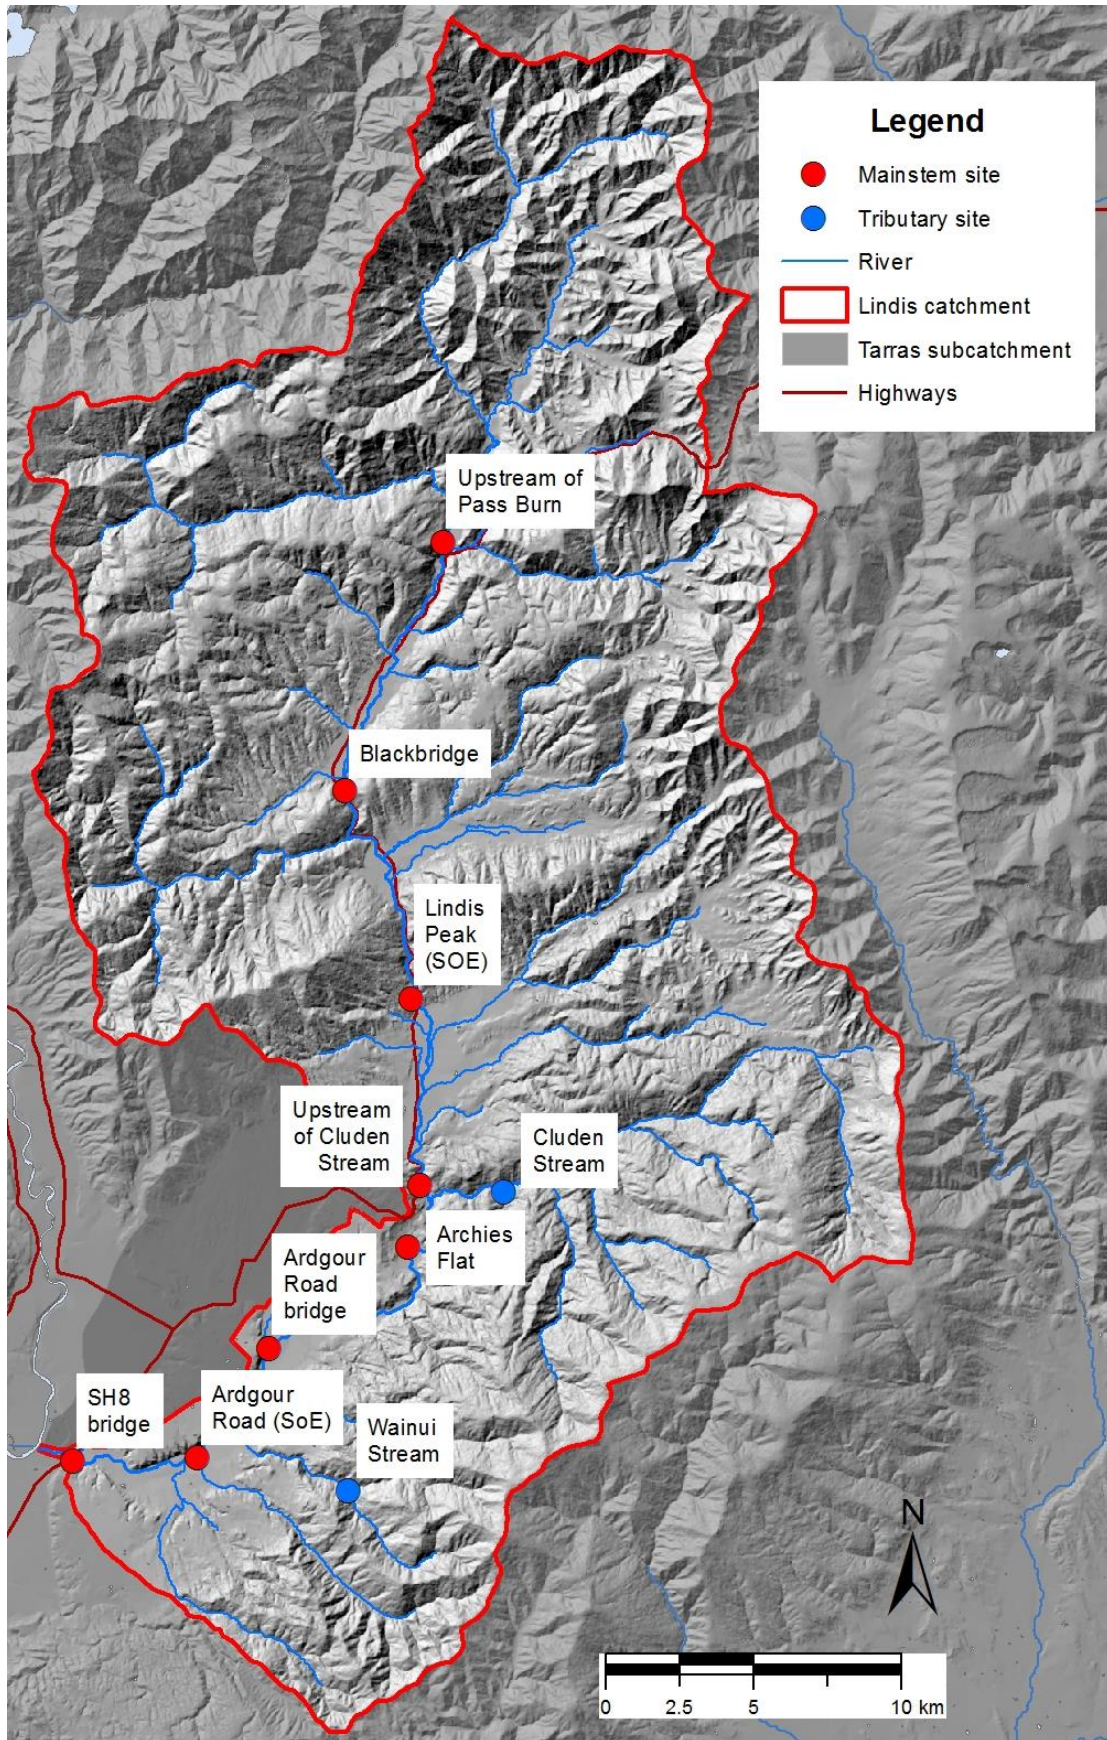 Legend
Mainstem site
Tributary site
River
Lindis catchment
Tarras subcatchment
Highways
Upstream of
Pass Burn
Blackbridge
Lindis
Peak
(SOE)
Upstream
of Cluden
Stream
Cluden
Stream
Archies
Flat
Ardgour
Road
bridge
SH8
bridge
Ardgour
Road (SoE)
Wainui
Stream
N
0 2.5 5 10 km